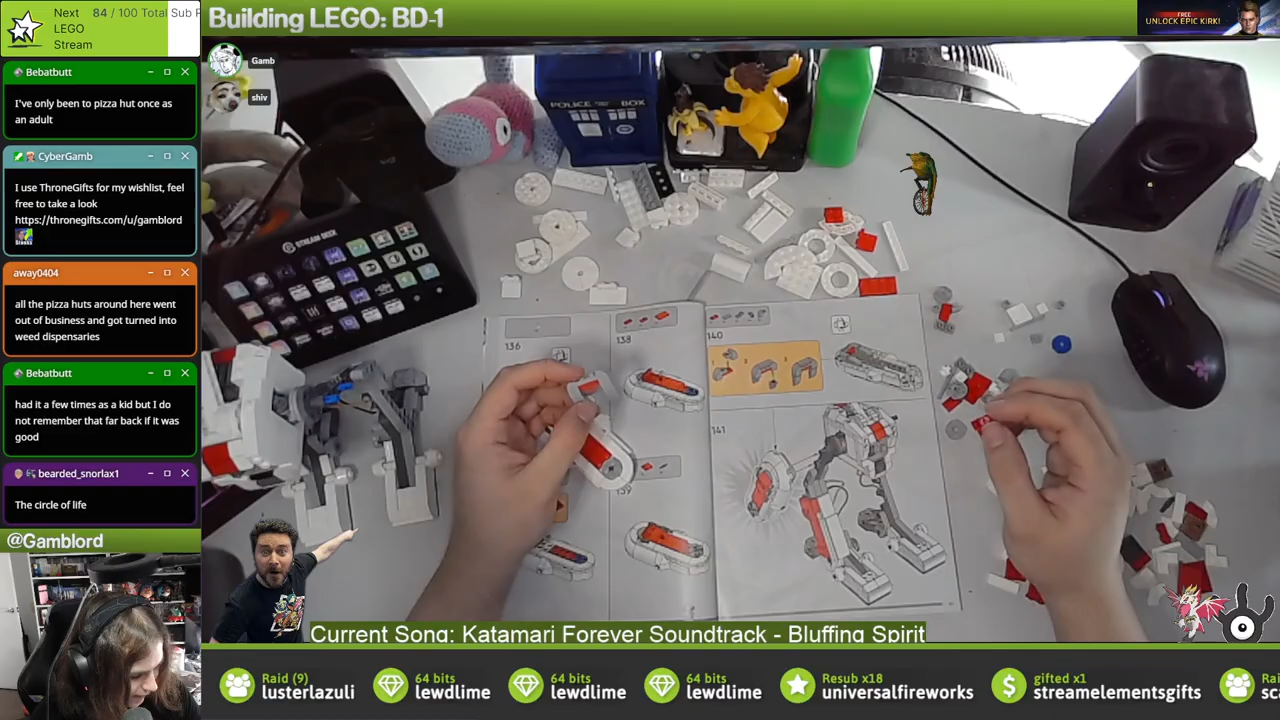 Next
LEGO
Stream
84 / 100 Total Sub P
Building LEGO: BD-1
FREE
UNLOCK EPIC KIRK!
Bebatbutt
I've only been to pizza hut once as
an adult
CyberGamb
I use ThroneGifts for my wishlist, feel
free to take a look
https://thronegifts.com/u/gamblord
away0404
all the pizza huts around here went
out of business and got turned into
weed dispensaries
Bebatbutt
had it a few times as a kid but I do
not remember that far back if it was
good
bearded_snorlax1
The circle of life
@Gamblord
Gamb
shiv
POLICE BOX
STREAM DECK
136
138
139
140
1 2 3
141
Current Song: Katamari Forever Soundtrack - Bluffing Spirit
Raid (9)
lusterlazuli
64 bits
lewdlime
64 bits
lewdlime
64 bits
lewdlime
Resub x18
universalfireworks
gifted x1
streamelementsgifts
Rai
sca